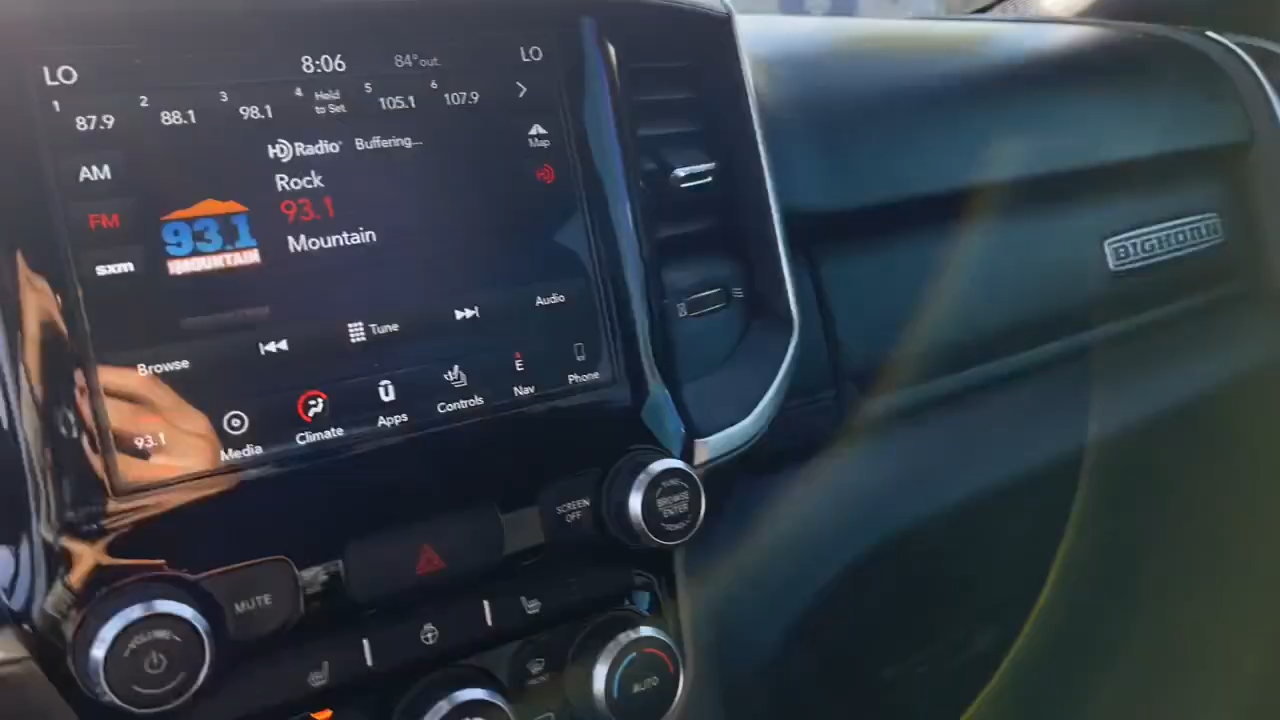 LO 8:06 84° out. LO
1 87.9 2 88.1 3 98.1 4 Hold to Set 5 105.1 6 107.9
HD Radio Buffering... Map
AM Rock
FM 93.1
93.1 Mountain
sxm THE MOUNTAIN
Audio
Tune
Browse
93.1 Media Climate Apps Controls E Nav Phone
BIGHORN
SCREEN OFF
BROWSE
ENTER
MUTE
VOLUME
AUTO